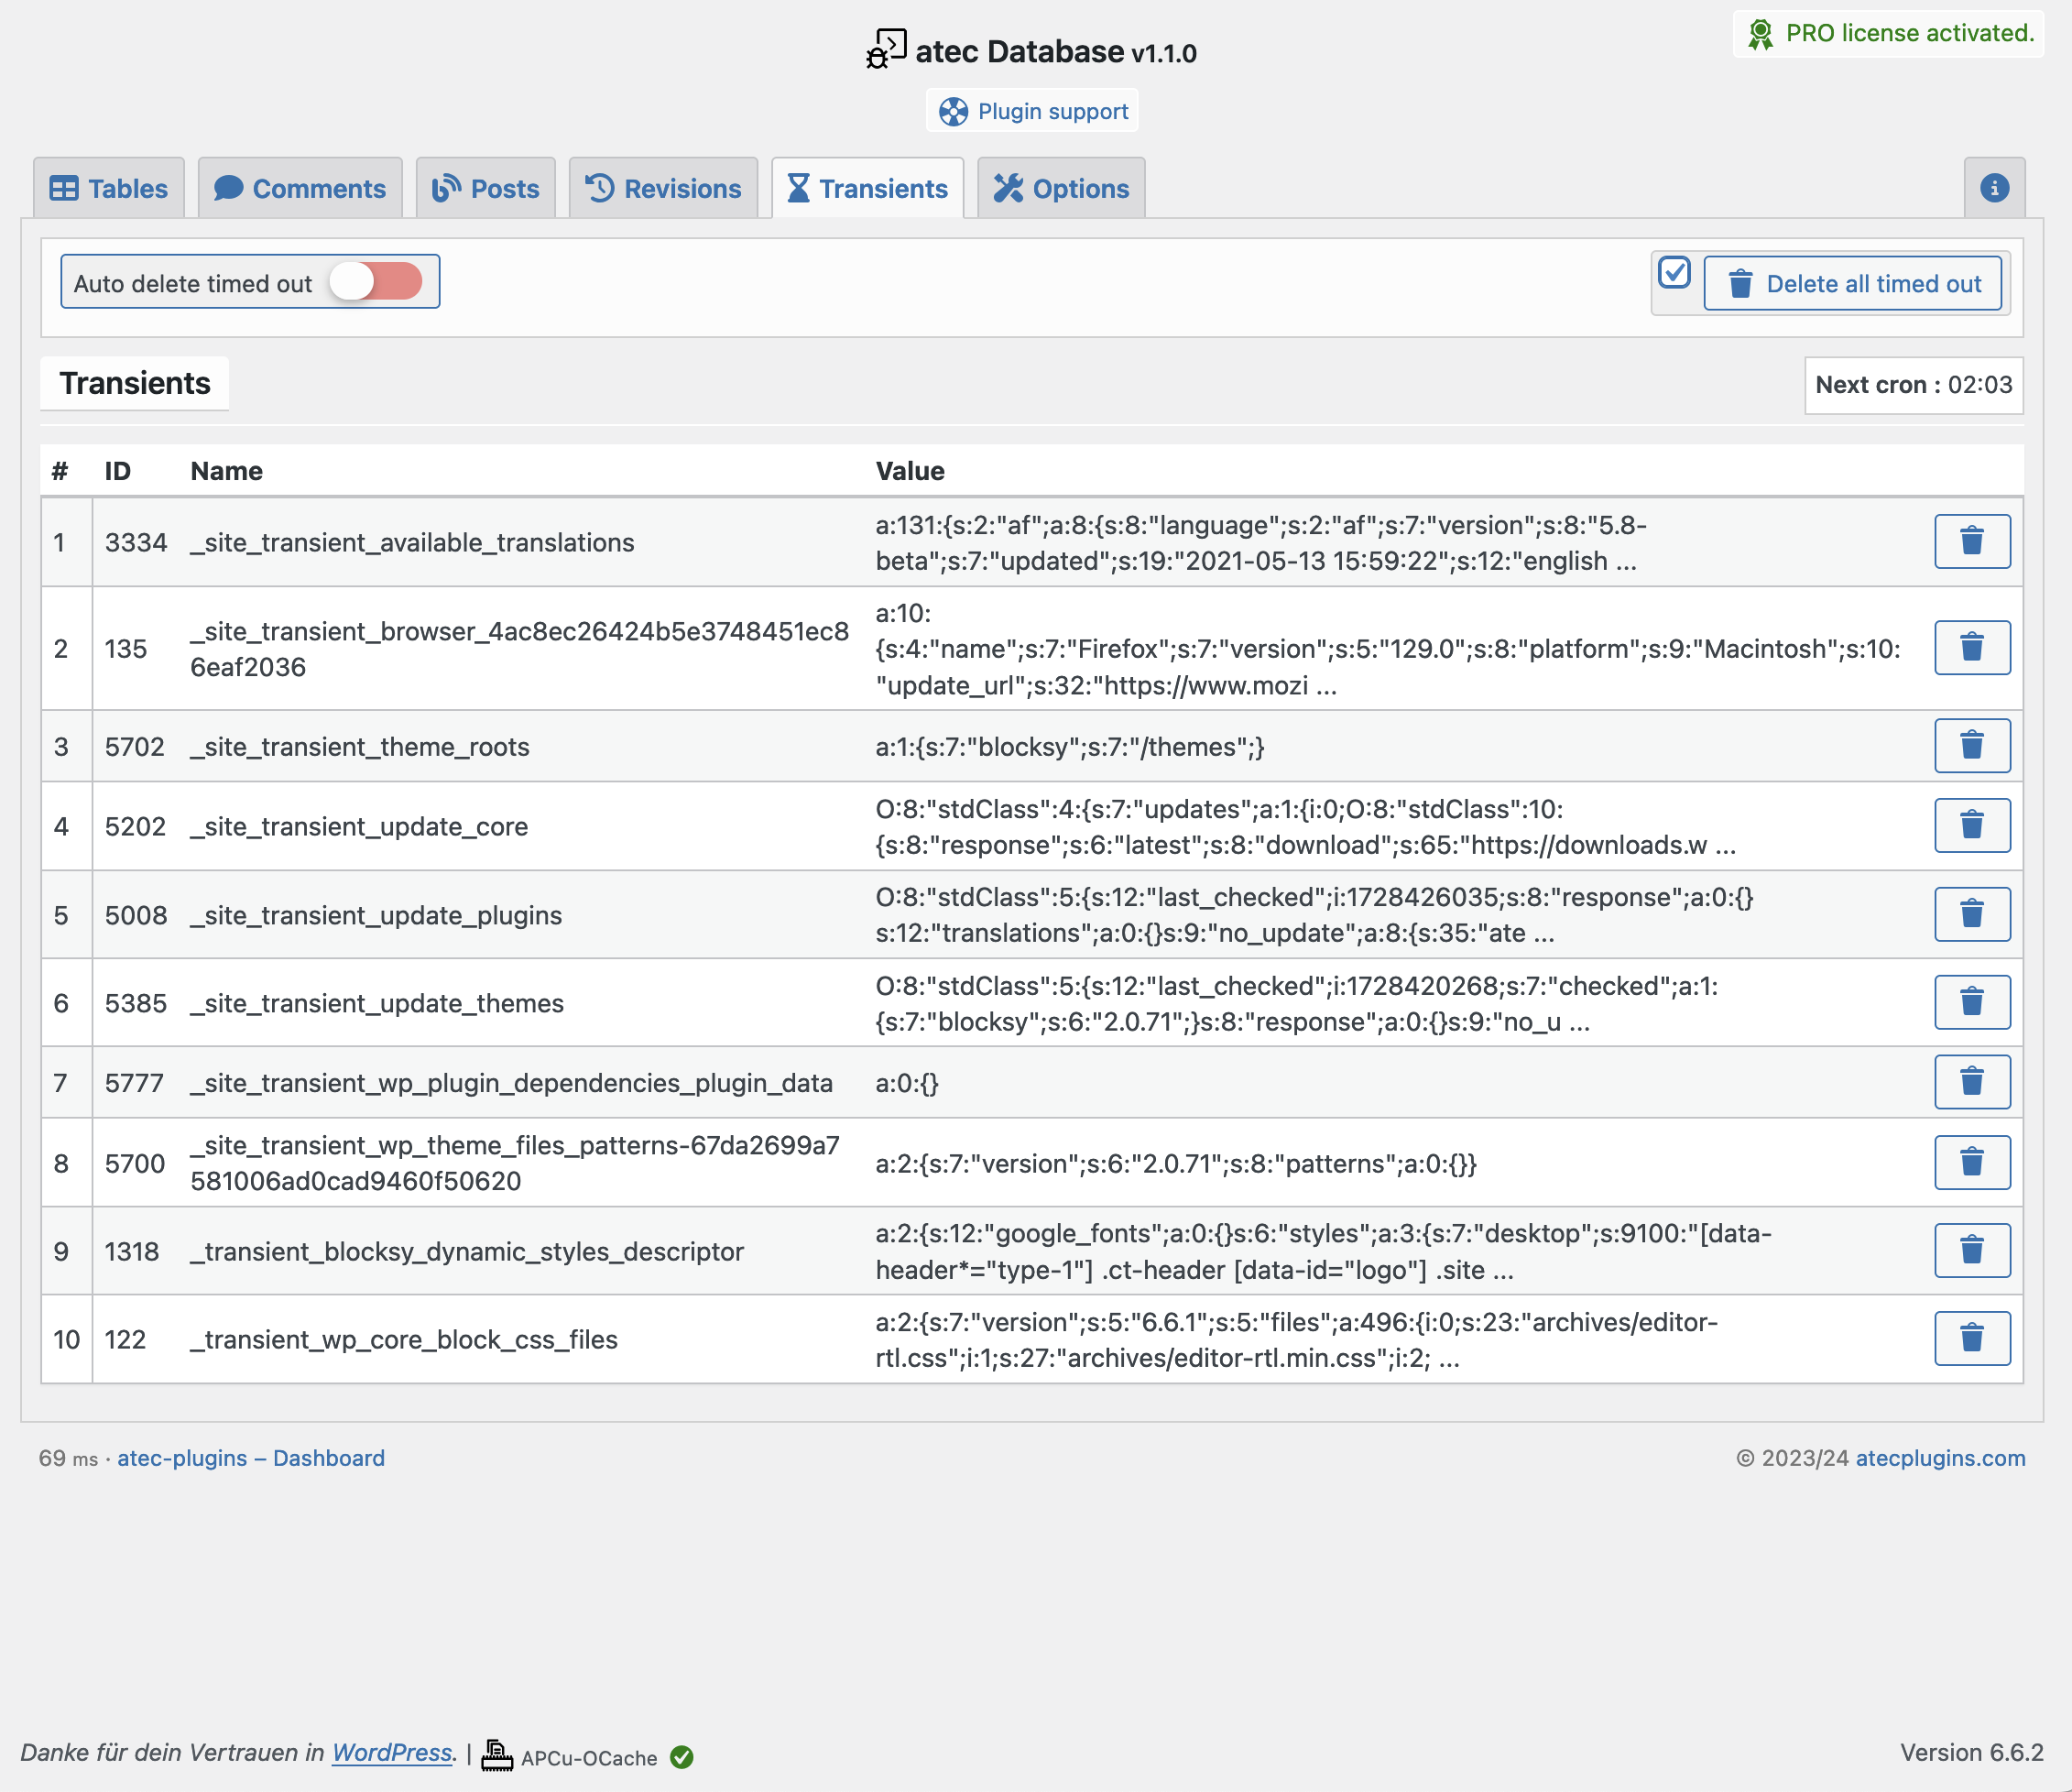 PRO license activated.
atec Database v1.1.0
Plugin support
Tables Comments Posts Revisions Transients Options
Auto delete timed out
Delete all timed out
Transients
Next cron : 02:03
# ID Name Value
1 3334 _site_transient_available_translations a:131:{s:2:"af";a:8:{s:8:"language";s:2:"af";s:7:"version";s:8:"5.8-
beta";s:7:"updated";s:19:"2021-05-13 15:59:22";s:12:"english ...
2 135 _site_transient_browser_4ac8ec26424b5e3748451ec8
6eaf2036
a:10:
{s:4:"name";s:7:"Firefox";s:7:"version";s:5:"129.0";s:8:"platform";s:9:"Macintosh";s:10:
"update_url";s:32:"https://www.mozi ...
3 5702 _site_transient_theme_roots a:1:{s:7:"blocksy";s:7:"/themes";}
4 5202 _site_transient_update_core O:8:"stdClass":4:{s:7:"updates";a:1:{i:0;O:8:"stdClass":10:
{s:8:"response";s:6:"latest";s:8:"download";s:65:"https://downloads.w ...
5 5008 _site_transient_update_plugins O:8:"stdClass":5:{s:12:"last_checked";i:1728426035;s:8:"response";a:0:{}
s:12:"translations";a:0:{}s:9:"no_update";a:8:{s:35:"ate ...
6 5385 _site_transient_update_themes O:8:"stdClass":5:{s:12:"last_checked";i:1728420268;s:7:"checked";a:1:
{s:7:"blocksy";s:6:"2.0.71";}s:8:"response";a:0:{}s:9:"no_u ...
7 5777 _site_transient_wp_plugin_dependencies_plugin_data a:0:{}
8 5700 _site_transient_wp_theme_files_patterns-67da2699a7
581006ad0cad9460f50620
a:2:{s:7:"version";s:6:"2.0.71";s:8:"patterns";a:0:{}}
9 1318 _transient_blocksy_dynamic_styles_descriptor a:2:{s:12:"google_fonts";a:0:{}s:6:"styles";a:3:{s:7:"desktop";s:9100:"[data-
header*="type-1"] .ct-header [data-id="logo"] .site ...
10 122 _transient_wp_core_block_css_files a:2:{s:7:"version";s:5:"6.6.1";s:5:"files";a:496:{i:0;s:23:"archives/editor-
rtl.css";i:1;s:27:"archives/editor-rtl.min.css";i:2; ...
69 ms · atec-plugins – Dashboard
© 2023/24 atecplugins.com
Danke für dein Vertrauen in WordPress. | APCu-OCache
Version 6.6.2